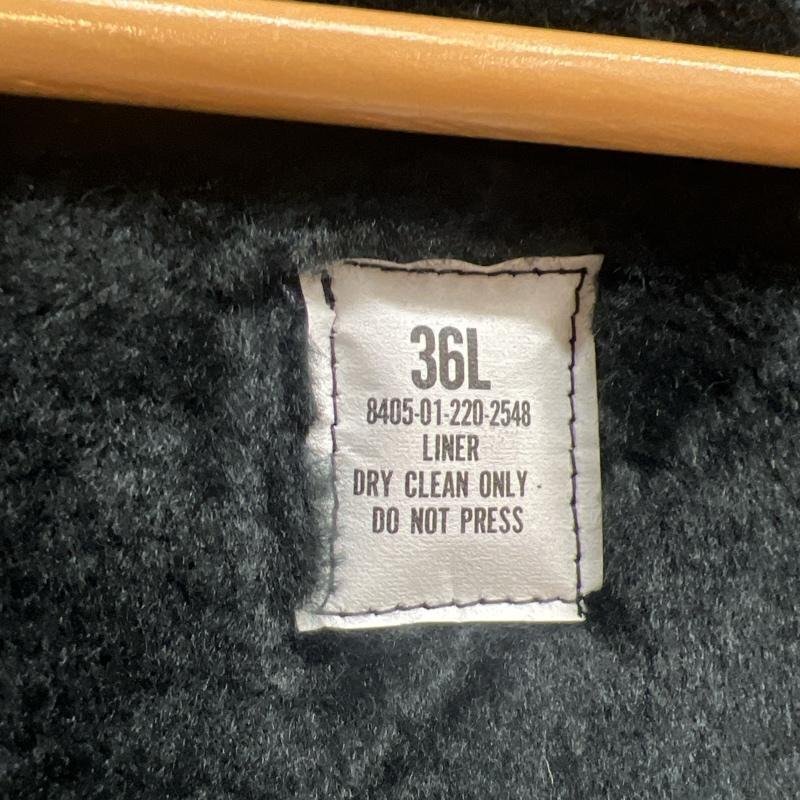 36L
8405-01-220-2548
LINER
DRY CLEAN ONLY
DO NOT PRESS